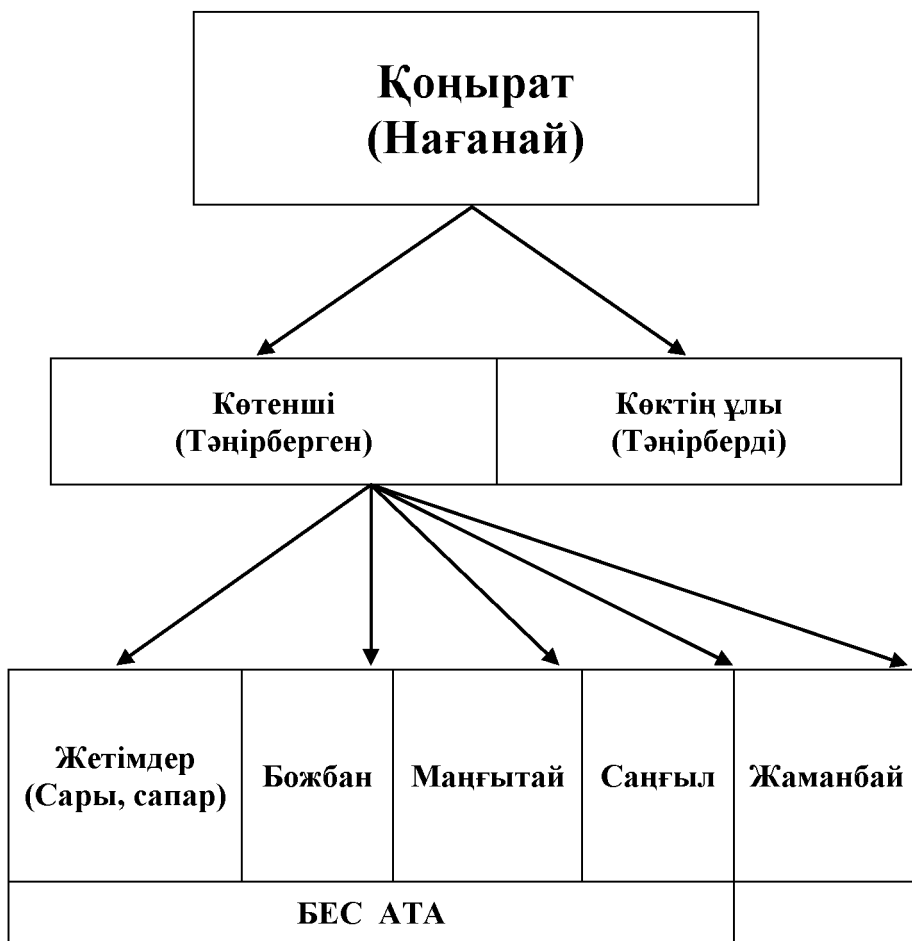 Қоңырат
(Нағанай)
Көтенші
(Тәңірберген)
Көктің ұлы
(Тәңірберді)
Жетімдер
(Сары, сапар)
Божбан
Маңғытай
Саңғыл
Жаманбай
БЕС АТА